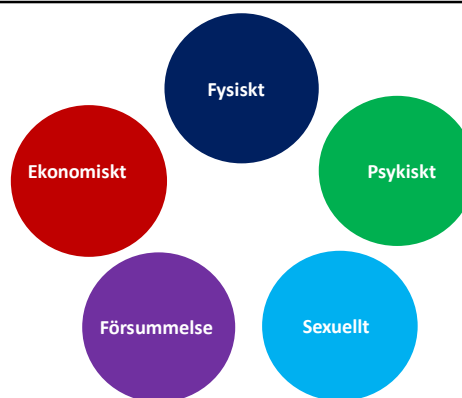 Fysiskt
Ekonomiskt
Psykiskt
Försummelse
Sexuellt